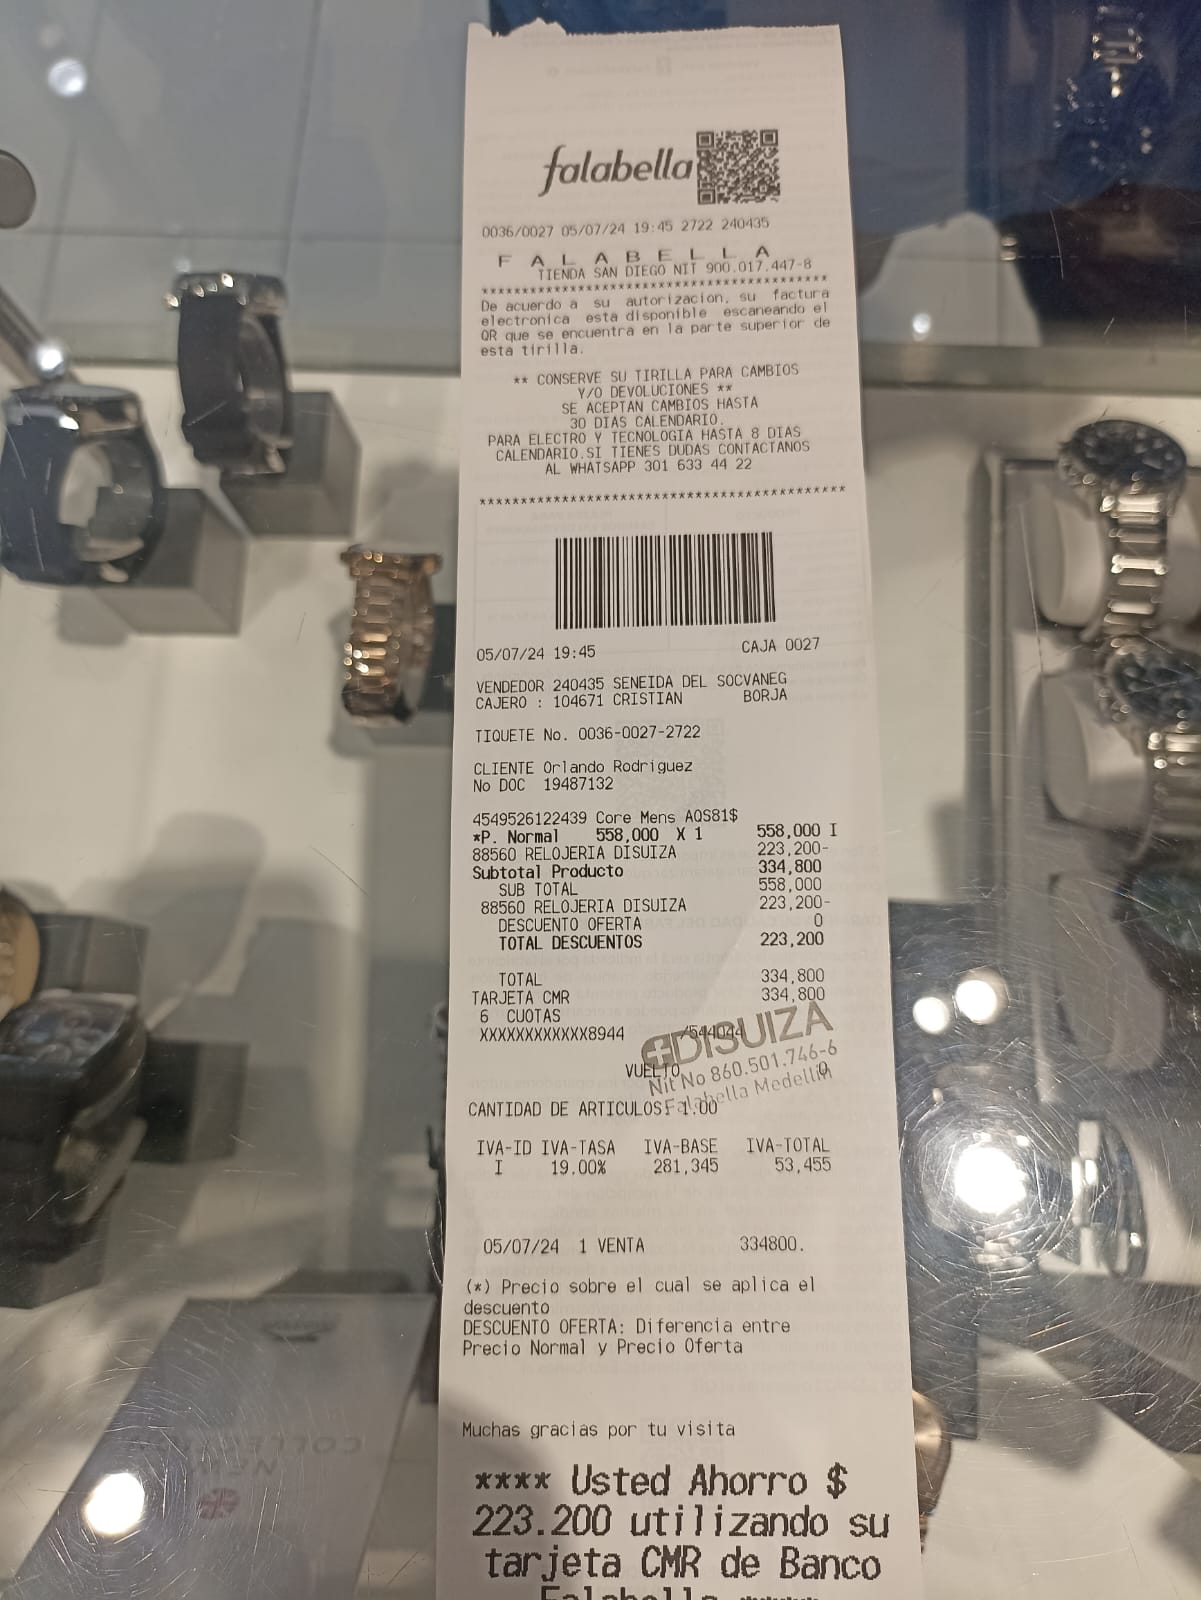 falabella
0036/0027 05/07/24 19:45 2722 240435
F A L A B E L L A
TIENDA SAN DIEGO NIT 900.017.447-8
******************************************
De acuerdo a su autorizacion, su factura
electronica esta disponible escaneando el
QR que se encuentra en la parte superior de
esta tirilla.
** CONSERVE SU TIRILLA PARA CAMBIOS
Y/O DEVOLUCIONES **
SE ACEPTAN CAMBIOS HASTA
30 DIAS CALENDARIO.
PARA ELECTRO Y TECNOLOGIA HASTA 8 DIAS
CALENDARIO.SI TIENES DUDAS CONTACTANOS
AL WHATSAPP 301 633 44 22
******************************************
05/07/24 19:45 CAJA 0027
VENDEDOR 240435 SENEIDA DEL SOCVANEG
CAJERO : 104671 CRISTIAN BORJA
TIQUETE No. 0036-0027-2722
CLIENTE Orlando Rodriguez
No DOC 19487132
4549526122439 Core Mens AQS81$
*P. Normal 558,000 X 1 558,000 I
88560 RELOJERIA DISUIZA 223,200-
Subtotal Producto 334,800
SUB TOTAL 558,000
88560 RELOJERIA DISUIZA 223,200-
DESCUENTO OFERTA 0
TOTAL DESCUENTOS 223,200
TOTAL 334,800
TARJETA CMR 334,800
6 CUOTAS
XXXXXXXXXXXX8944 /544044
DISUIZA
VUELTO 0
Nit No 860.501.746-6
Falabella Medellin
CANTIDAD DE ARTICULOS: 1.00
IVA-ID IVA-TASA IVA-BASE IVA-TOTAL
I 19.00% 281,345 53,455
05/07/24 1 VENTA 334800.
(*) Precio sobre el cual se aplica el
descuento
DESCUENTO OFERTA: Diferencia entre
Precio Normal y Precio Oferta
Muchas gracias por tu visita
**** Usted Ahorro $
223.200 utilizando su
tarjeta CMR de Banco
Falabella ****
NEW
COLLECTION